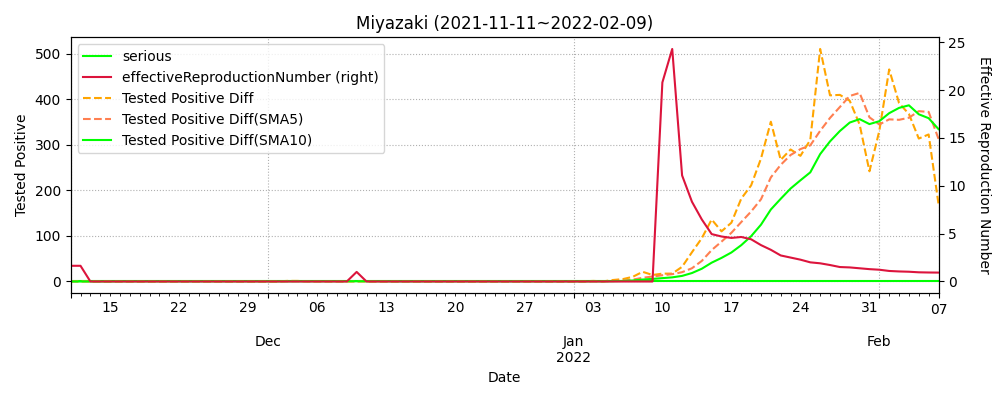 Miyazaki (2021-11-11~2022-02-09)
serious
effectiveReproductionNumber (right)
Tested Positive Diff
Tested Positive Diff(SMA5)
Tested Positive Diff(SMA10)
Tested Positive
500
400
300
200
100
0
25
20
15
10
5
0
Effective Reproduction Number
15 22 29 06 13 20 27 03 10 17 24 31 07
Dec Jan Feb
2022
Date